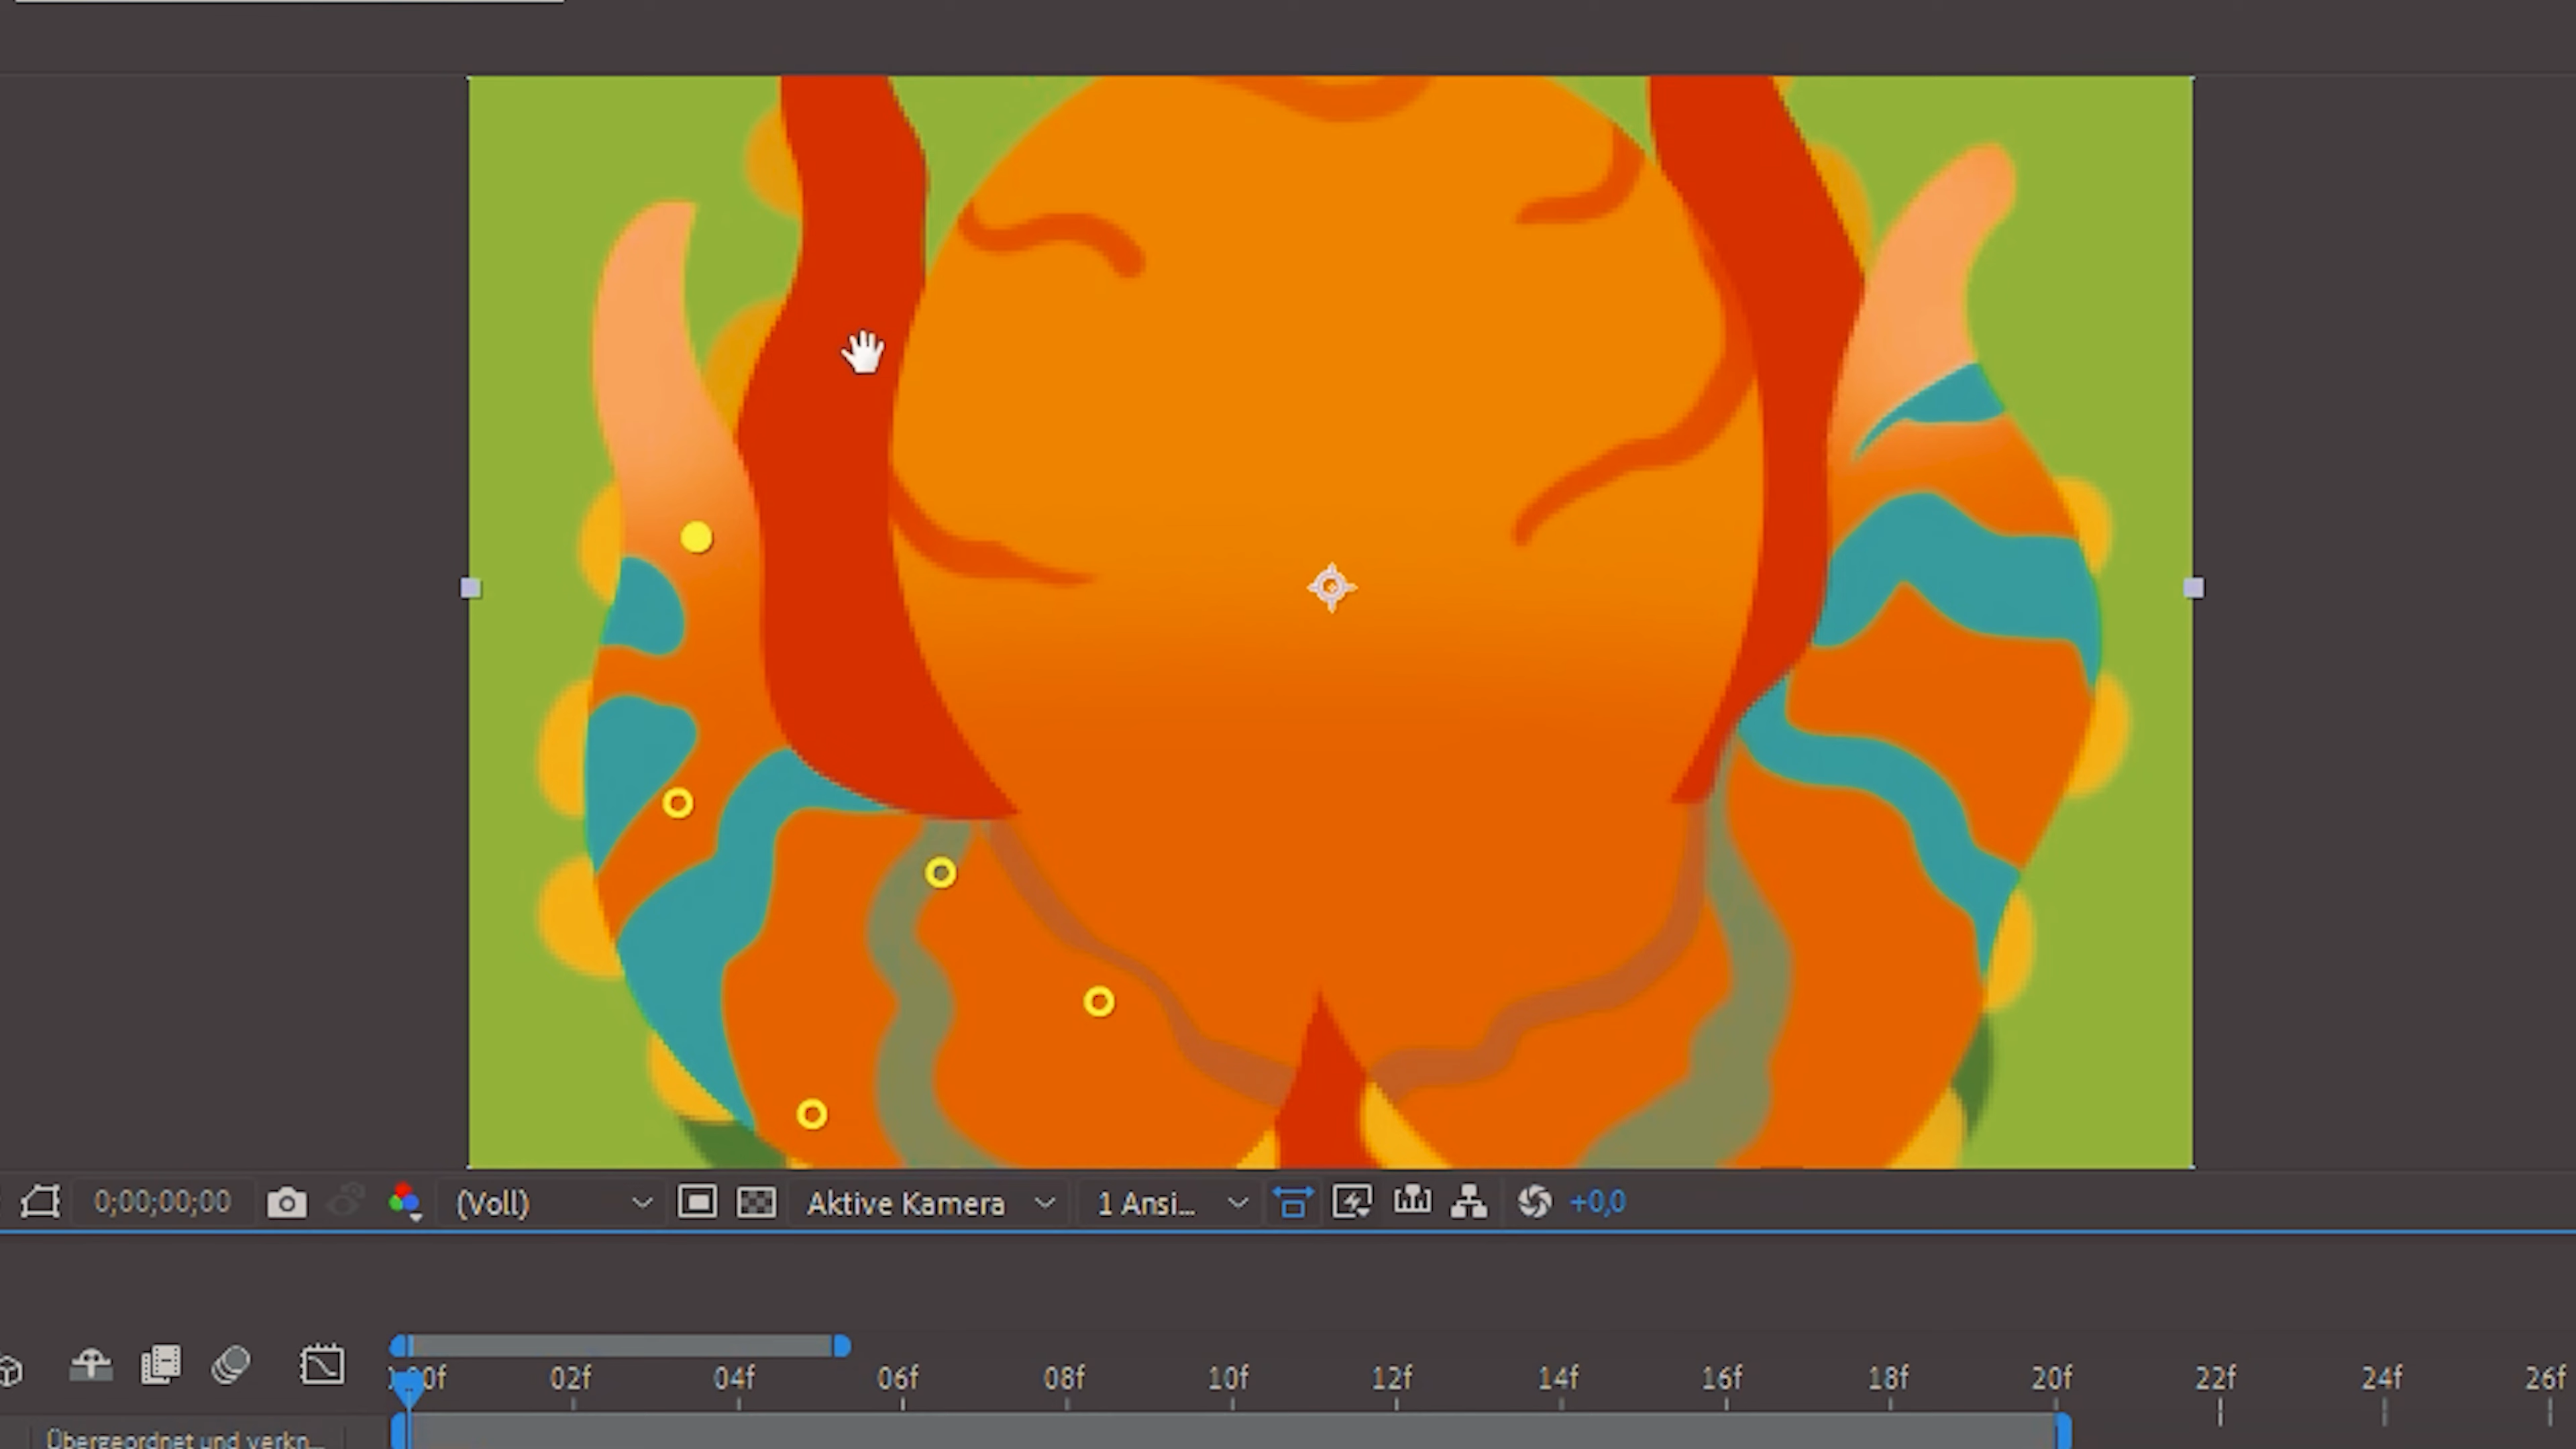 0;00;00;00 (Voll) Aktive Kamera 1 Ansi... +0,0
00f 02f 04f 06f 08f 10f 12f 14f 16f 18f 20f 22f 24f 26f
Übergeordnet und verkn...